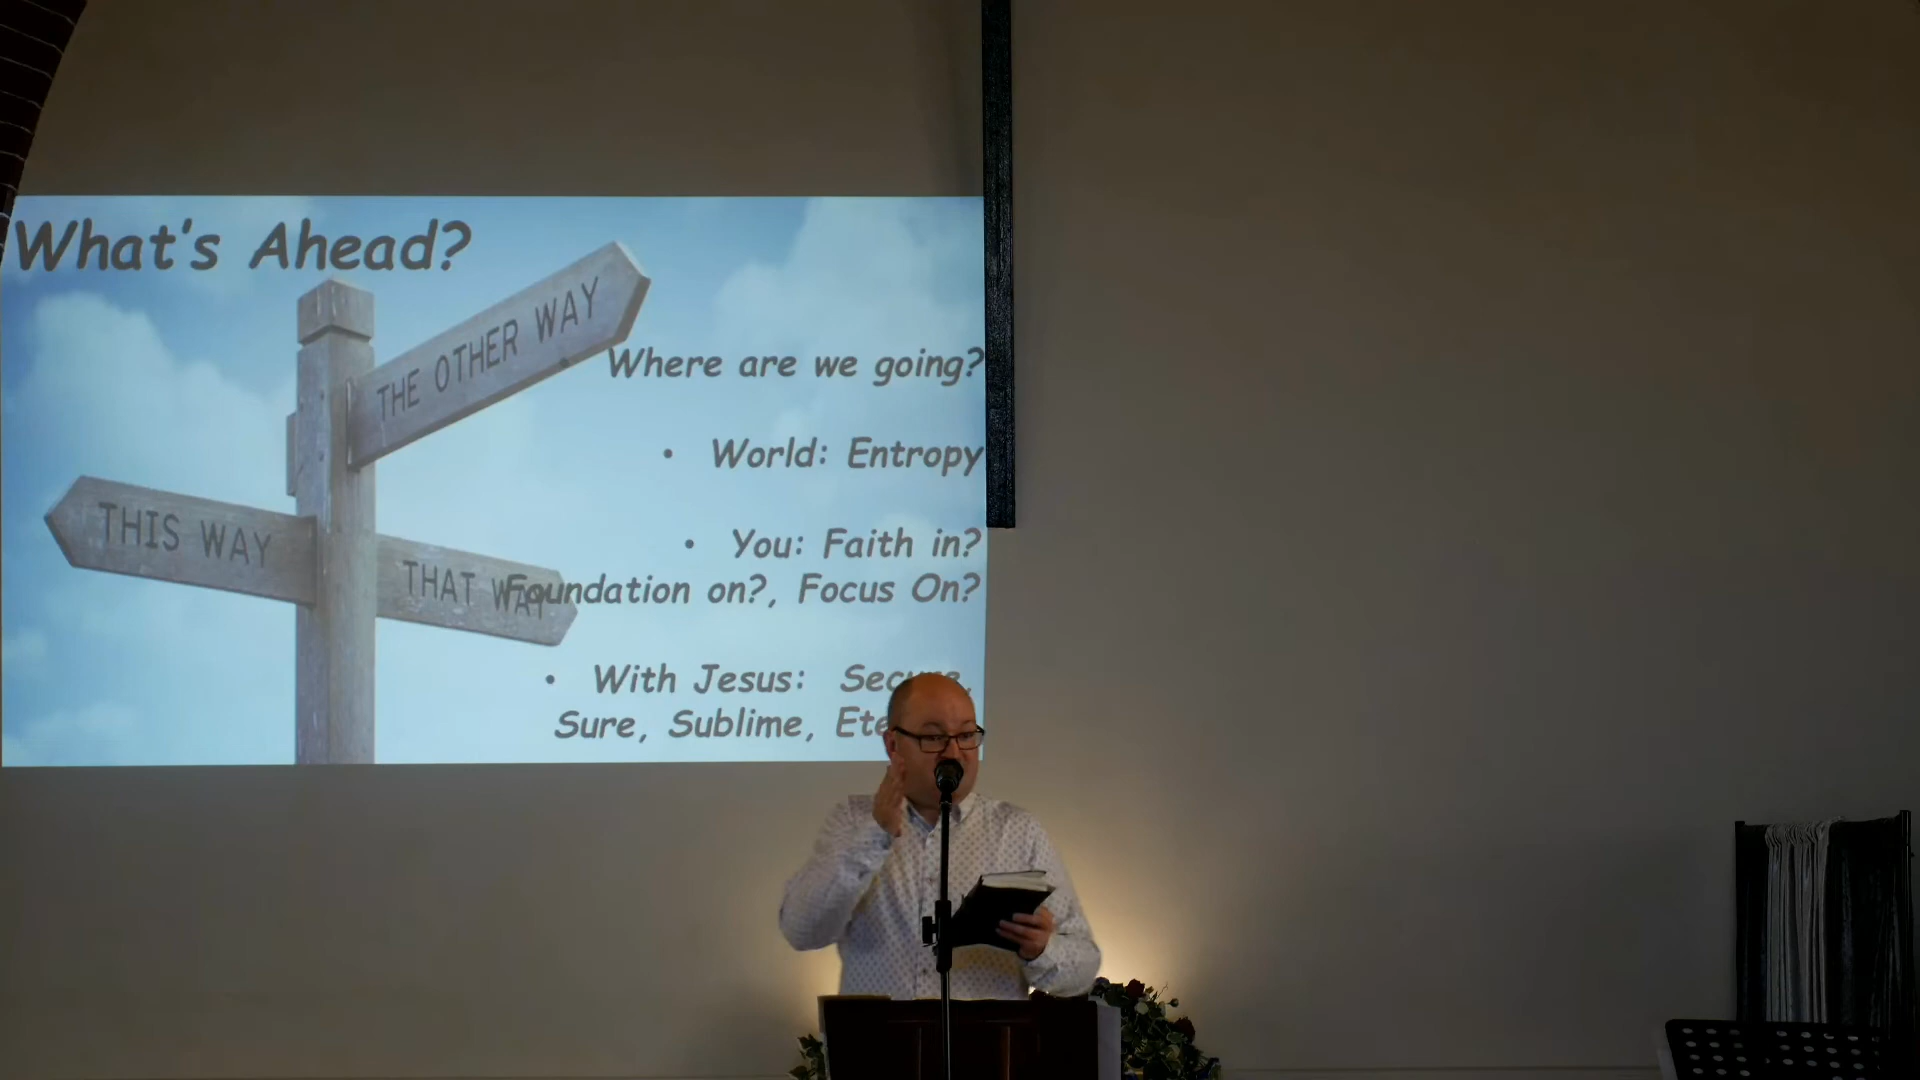 What's Ahead?
THE OTHER WAY
Where are we going?
• World: Entropy
THIS WAY
• You: Faith in?
THAT WAY
Foundation on?, Focus On?
• With Jesus: Secure,
Sure, Sublime,